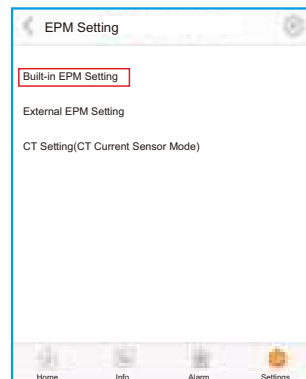 EPM Setting
Built-in EPM Setting
External EPM Setting
CT Setting(CT Current Sensor Mode)
Home Info Alarm Settings